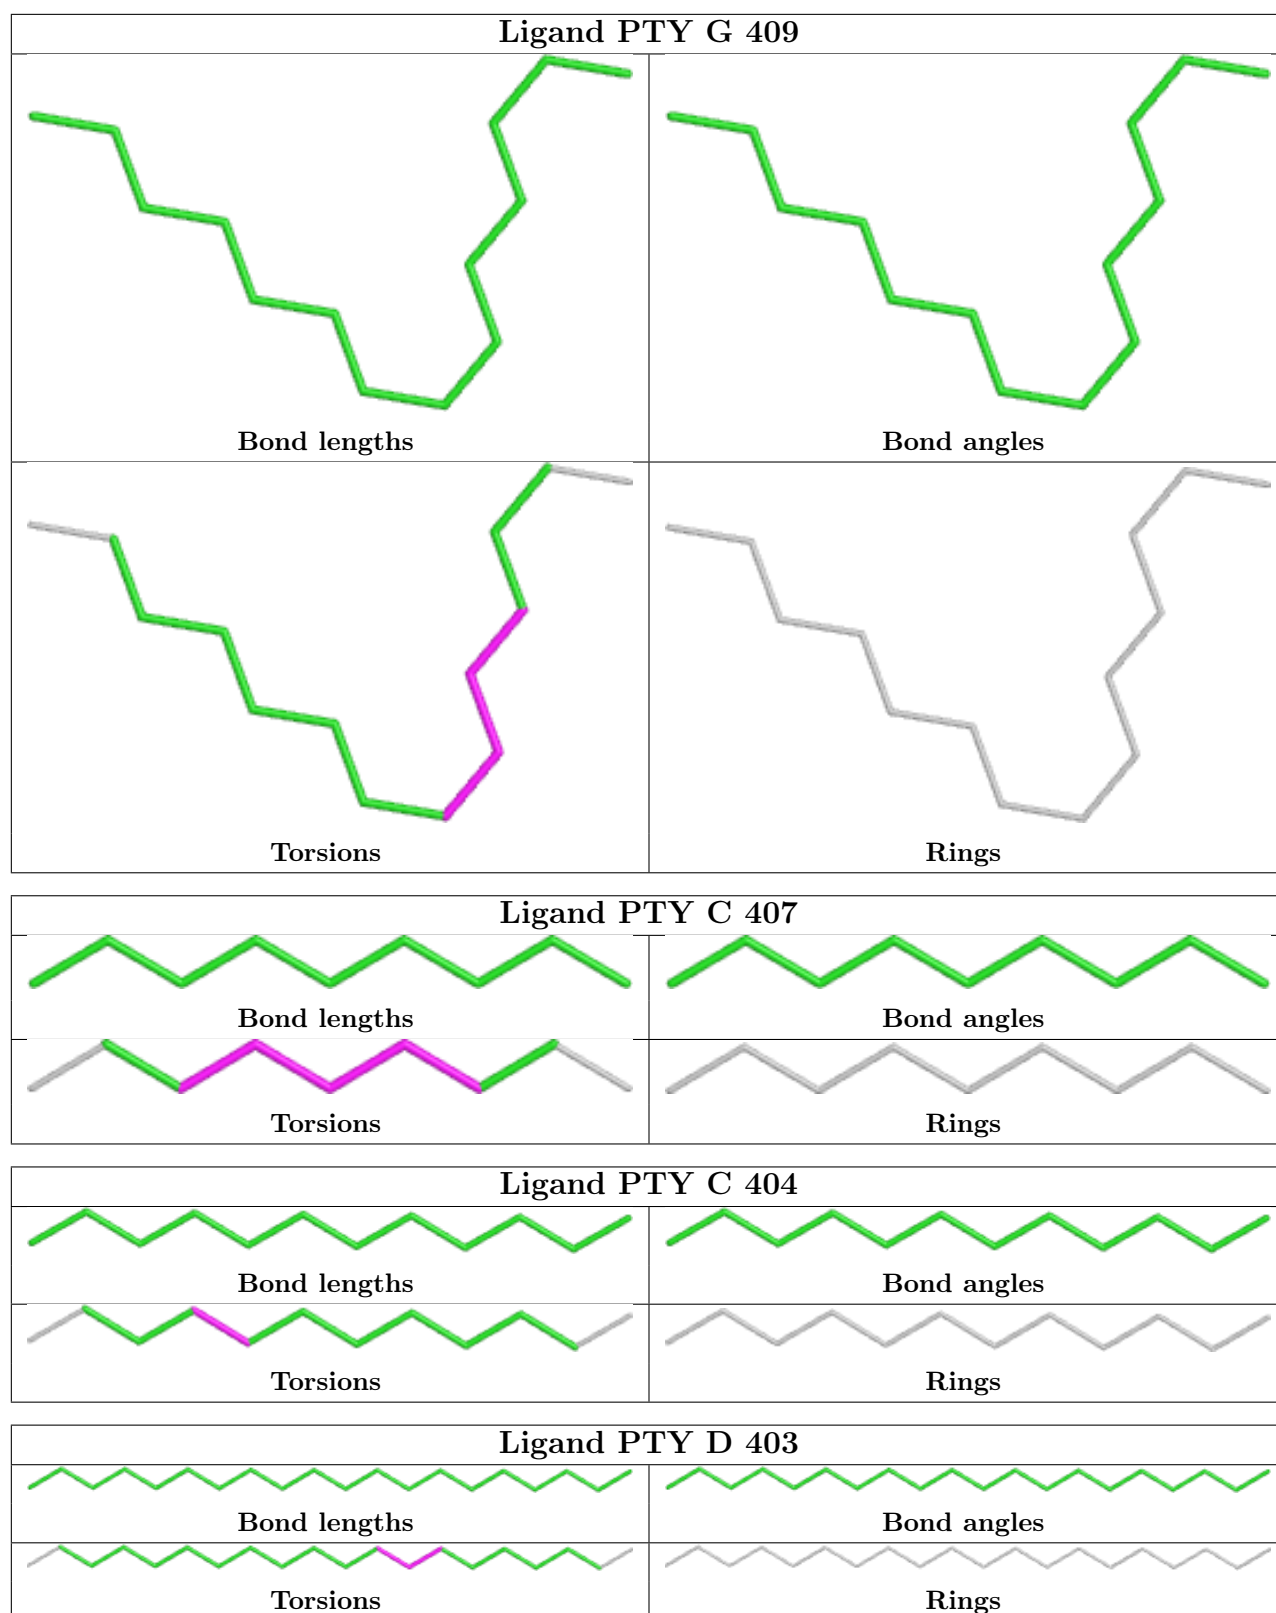 Ligand PTY G 409
Bond lengths
Bond angles
Torsions
Rings
Ligand PTY C 407
Bond lengths
Bond angles
Torsions
Rings
Ligand PTY C 404
Bond lengths
Bond angles
Torsions
Rings
Ligand PTY D 403
Bond lengths
Bond angles
Torsions
Rings